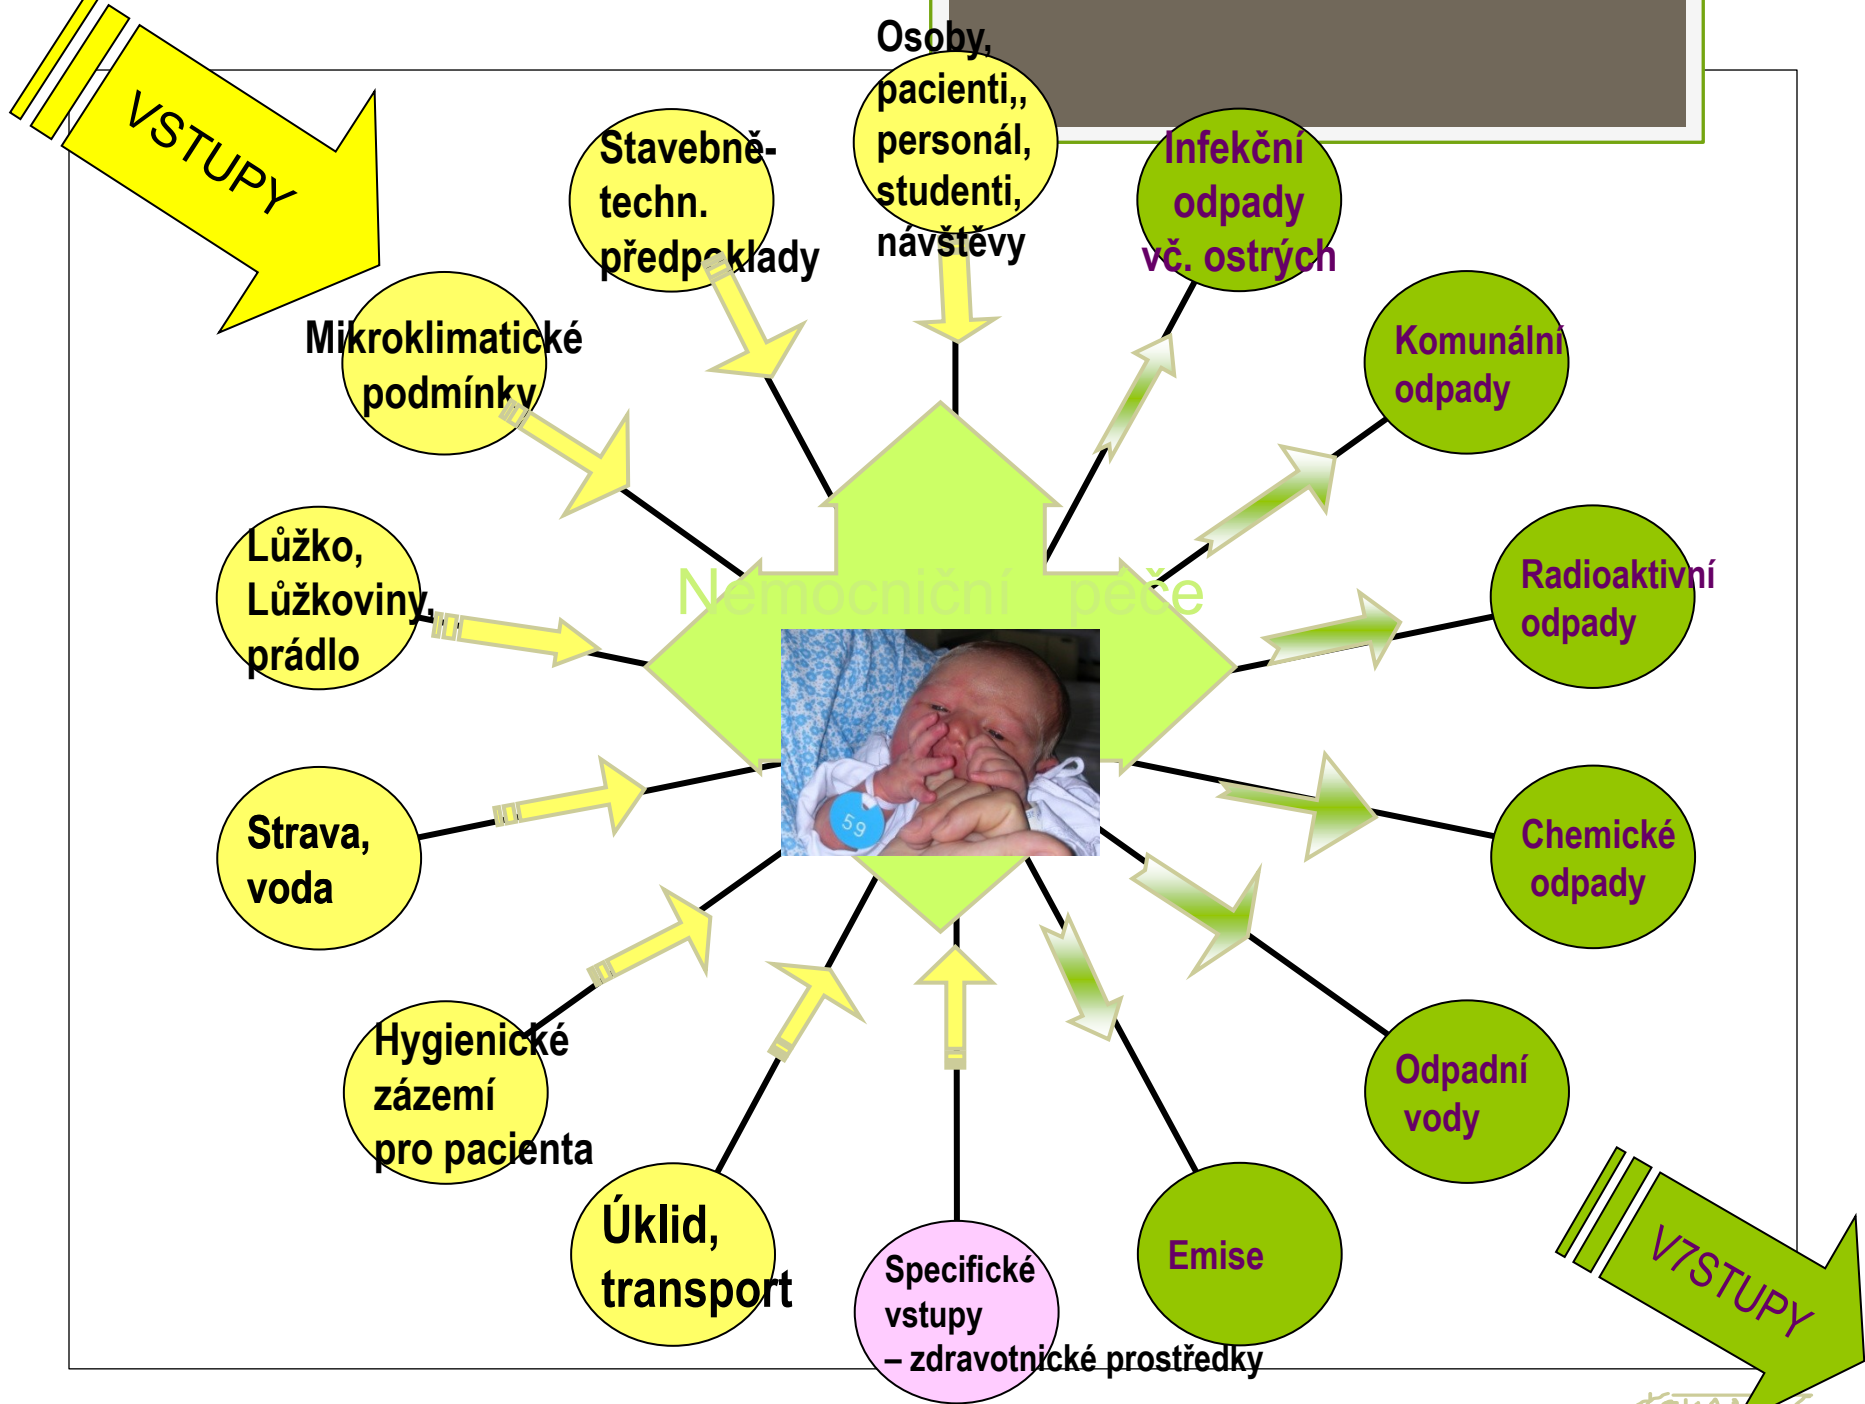 VSTUPY
Osoby,
pacienti,,
personál,
studenti,
návštěvy
Stavebně-
techn.
předpoklady
Infekční
odpady
vč. ostrých
Mikroklimatické
podmínky
Komunální
odpady
Lůžko,
Lůžkoviny,
prádlo
Nemocniční péče
Radioaktivní
odpady
59
Strava,
voda
Chemické
odpady
Hygienické
zázemí
pro pacienta
Odpadní
vody
Úklid,
transport
Specifické
vstupy
– zdravotnické prostředky
Emise
V7STUPY